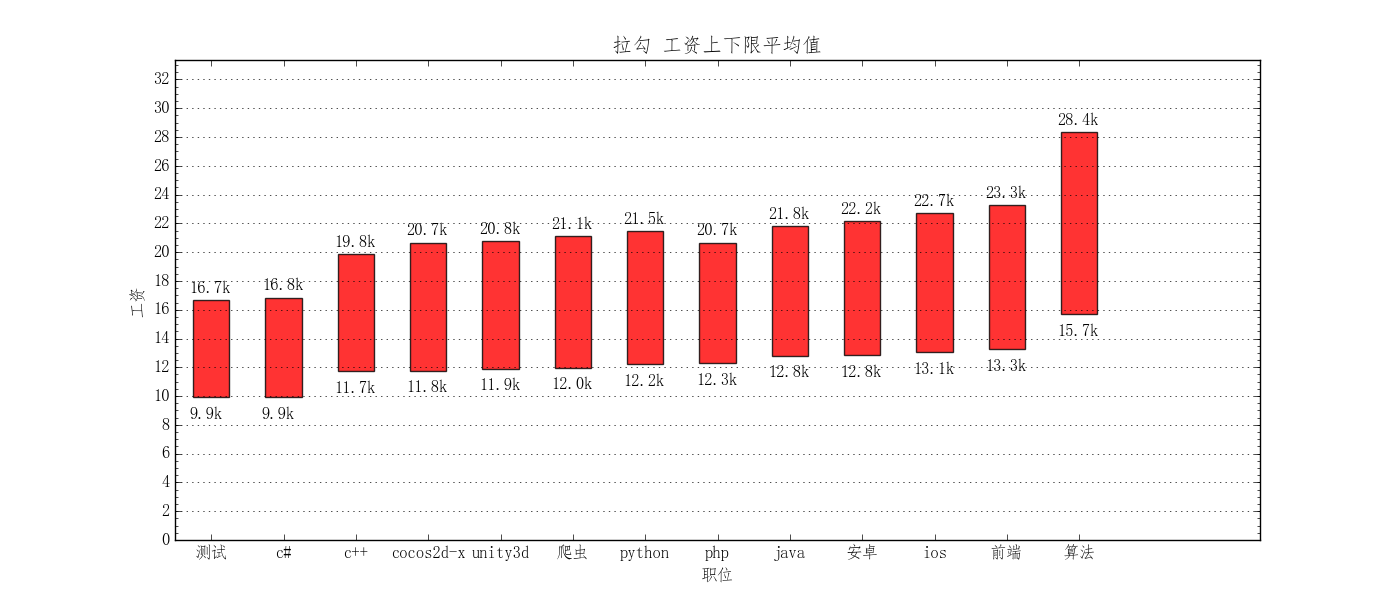 拉勾 工资上下限平均值
32
30
28
26
24
22
20
18
16
14
12
10
8
6
4
2
0
工资
16.7k
16.8k
19.8k
20.7k
20.8k
21.1k
21.5k
20.7k
21.8k
22.2k
22.7k
23.3k
28.4k
9.9k
9.9k
11.7k
11.8k
11.9k
12.0k
12.2k
12.3k
12.8k
12.8k
13.1k
13.3k
15.7k
测试 c# c++ cocos2d-x unity3d 爬虫 python php java 安卓 ios 前端 算法
职位